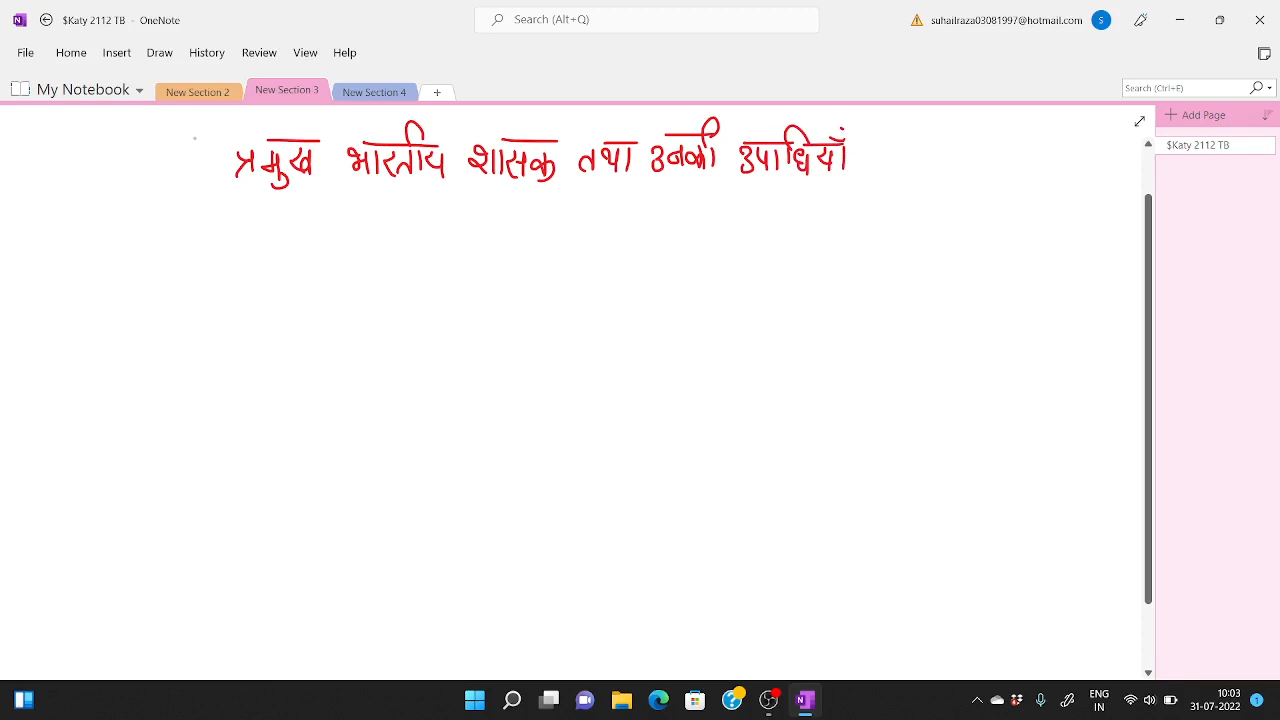 $Katy 2112 TB - OneNote
Search (Alt+Q)
suhailraza03081997@hotmail.com
S
File Home Insert Draw History Review View Help
My Notebook
New Section 2
New Section 3
New Section 4
+
Search (Ctrl+E)
Add Page
$Katy 2112 TB
प्रमुख भारतीय शासक तथा उनकी उपाधियाँ
ENG
IN
10:03
31-07-2022
1